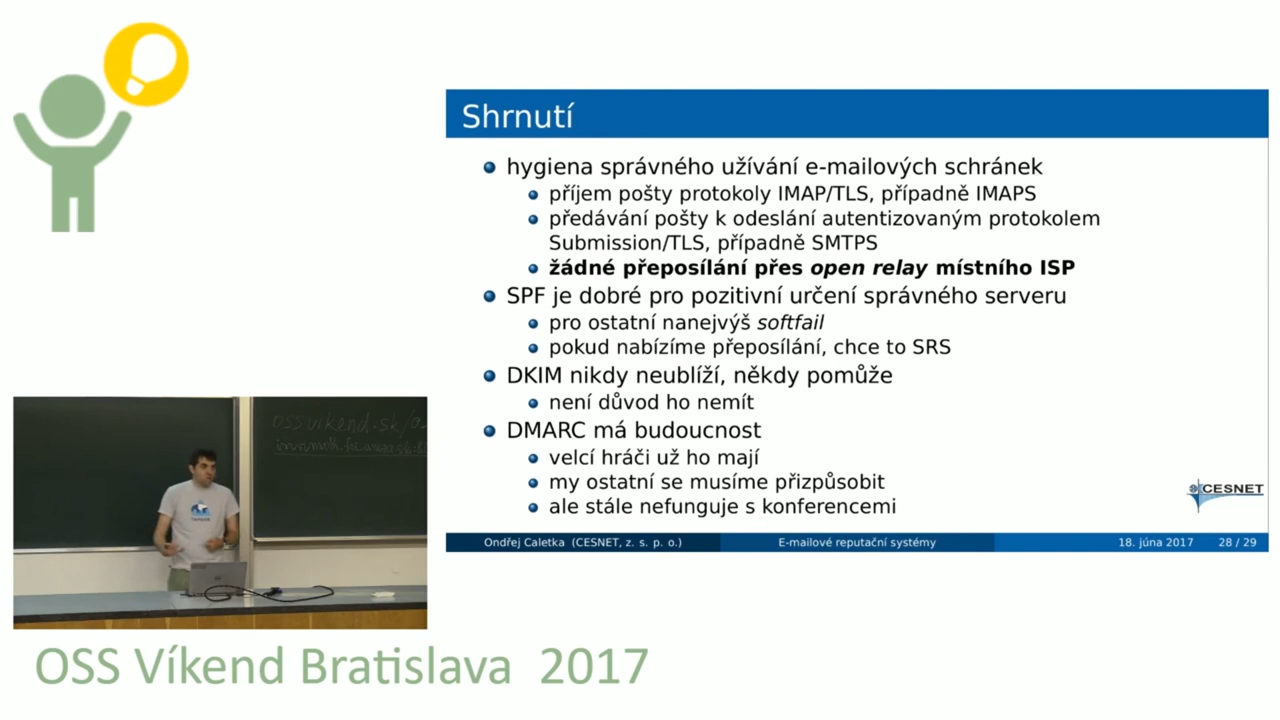 Shrnutí
hygiena správného užívání e-mailových schránek
příjem pošty protokoly IMAP/TLS, případně IMAPS
předávání pošty k odeslání autentizovaným protokolem
Submission/TLS, případně SMTPS
žádné přeposílání přes open relay místního ISP
SPF je dobré pro pozitivní určení správného serveru
pro ostatní nanejvýš softfail
pokud nabízíme přeposílání, chce to SRS
DKIM nikdy neublíží, někdy pomůže
není důvod ho nemít
DMARC má budoucnost
velcí hráči už ho mají
my ostatní se musíme přizpůsobit
ale stále nefunguje s konferencemi
CESNET
Ondřej Caletka (CESNET, z. s. p. o.) E-mailové reputační systémy 18. júna 2017 28 / 29
ossvikend.sk/
OSS Víkend Bratislava 2017